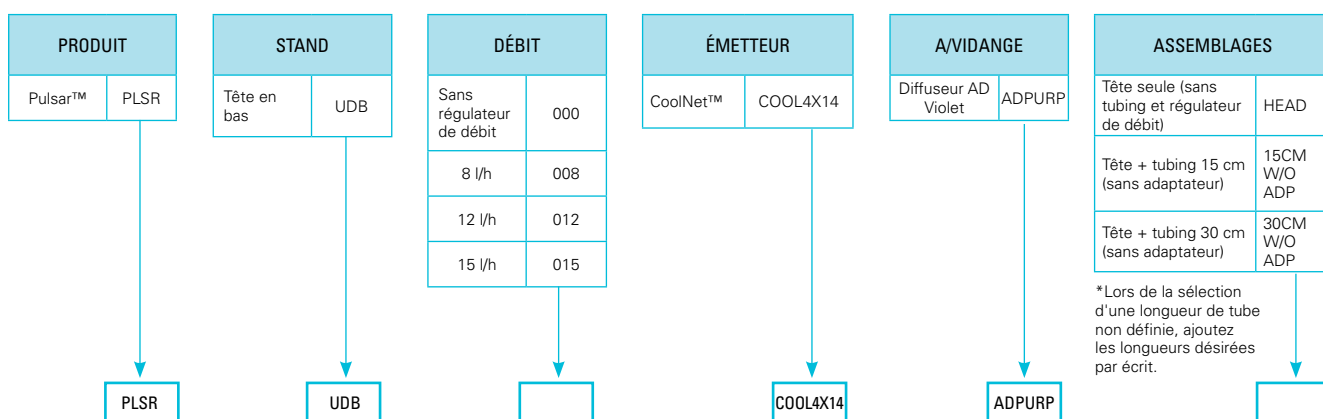 PRODUIT
Pulsar™ PLSR
PLSR
STAND
Tête en
bas
UDB
UDB
DÉBIT
Sans
régulateur
de débit
000
8 l/h 008
12 l/h 012
15 l/h 015
ÉMETTEUR
CoolNet™ COOL4X14
COOL4X14
A/VIDANGE
Diffuseur AD
Violet
ADPURP
ADPURP
ASSEMBLAGES
Tête seule (sans
tubing et régulateur
de débit)
HEAD
Tête + tubing 15 cm
(sans adaptateur)
15CM
W/O
ADP
Tête + tubing 30 cm
(sans adaptateur)
30CM
W/O
ADP
*Lors de la sélection
d'une longueur de tube
non définie, ajoutez
les longueurs désirées
par écrit.